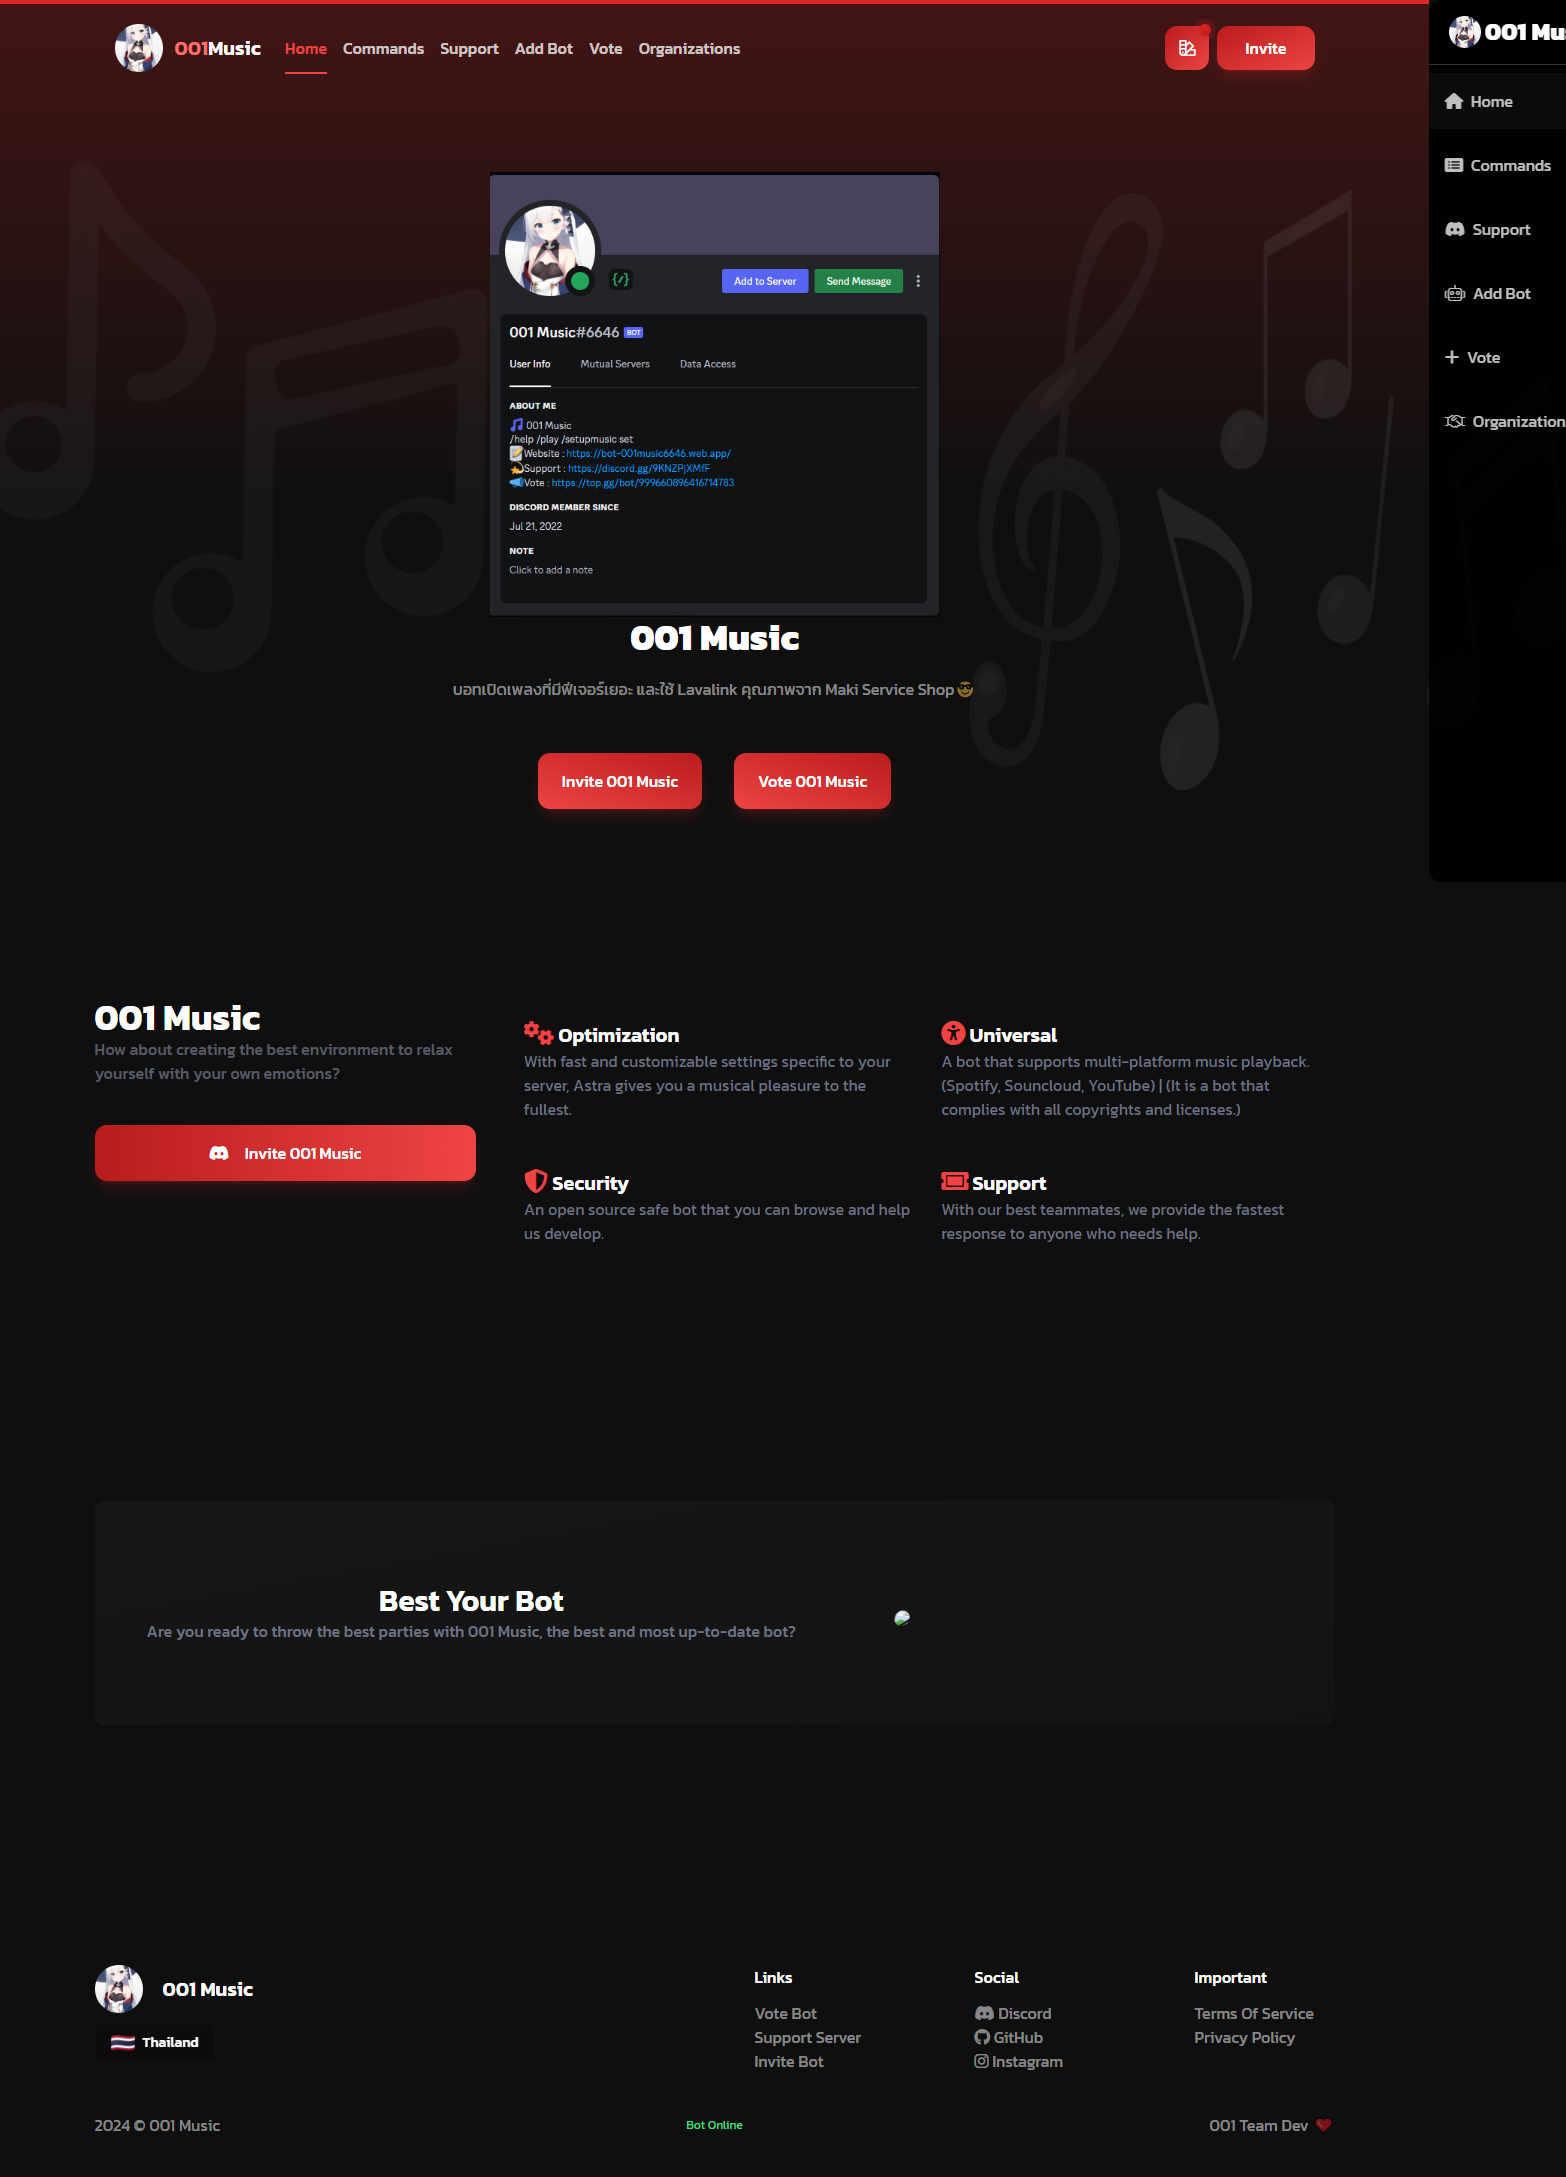 001Music
Home
Commands
Support
Add Bot
Vote
Organizations
Invite
001 Mu
Home
Commands
Support
Add Bot
Vote
Organization
Add to Server
Send Message
001 Music#6646 BOT
User Info
Mutual Servers
Data Access
ABOUT ME
🎵 001 Music
/help /play /setupmusic set
📝Website : https://bot-001music6646.web.app/
💫Support : https://discord.gg/9KNZPjXMfF
📣Vote : https://top.gg/bot/999660896416714783
DISCORD MEMBER SINCE
Jul 21, 2022
NOTE
Click to add a note
001 Music
บอทเปิดเพลงที่มีฟีเจอร์เยอะ และใช้ Lavalink คุณภาพจาก Maki Service Shop 😎
Invite 001 Music
Vote 001 Music
001 Music
How about creating the best environment to relax
yourself with your own emotions?
Invite 001 Music
Optimization
With fast and customizable settings specific to your
server, Astra gives you a musical pleasure to the
fullest.
Universal
A bot that supports multi-platform music playback.
(Spotify, Souncloud, YouTube) | (It is a bot that
complies with all copyrights and licenses.)
Security
An open source safe bot that you can browse and help
us develop.
Support
With our best teammates, we provide the fastest
response to anyone who needs help.
Best Your Bot
Are you ready to throw the best parties with 001 Music, the best and most up-to-date bot?
001 Music
Thailand
Links
Vote Bot
Support Server
Invite Bot
Social
Discord
GitHub
Instagram
Important
Terms Of Service
Privacy Policy
2024 © 001 Music
Bot Online
001 Team Dev ❤